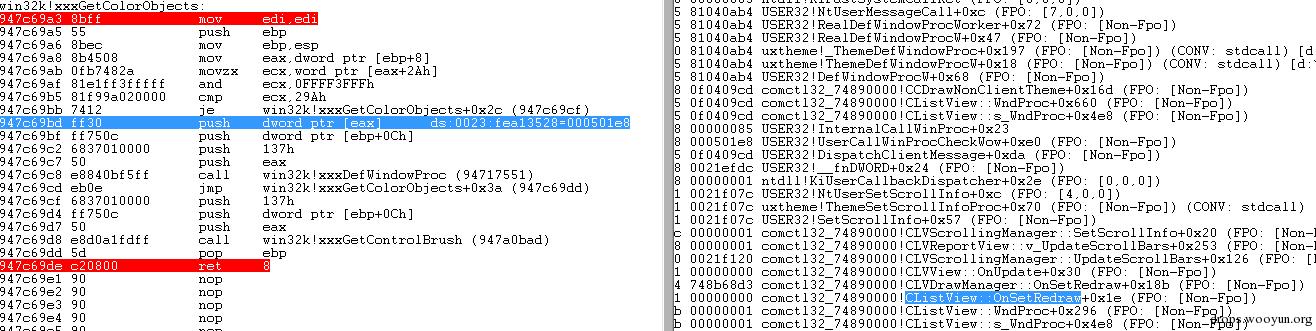 win32k!xxxGetColorObjects:
947c69a3 8bff mov edi,edi
947c69a5 55 push ebp
947c69a6 8bec mov ebp,esp
947c69a8 8b4508 mov eax,dword ptr [ebp+8]
947c69ab 0fb7482a movzx ecx,word ptr [eax+2Ah]
947c69af 81e1ff3fffff and ecx,0FFFF3FFFh
947c69b5 81f99a020000 cmp ecx,29Ah
947c69bb 7412 je win32k!xxxGetColorObjects+0x2c (947c69cf)
947c69bd ff30 push dword ptr [eax] ds:0023:fea13528=000501e8
947c69bf ff750c push dword ptr [ebp+0Ch]
947c69c2 6837010000 push 137h
947c69c7 50 push eax
947c69c8 e8840bf5ff call win32k!xxxDefWindowProc (94717551)
947c69cd eb0e jmp win32k!xxxGetColorObjects+0x3a (947c69dd)
947c69cf 6837010000 push 137h
947c69d4 ff750c push dword ptr [ebp+0Ch]
947c69d7 50 push eax
947c69d8 e8d0a1fdff call win32k!xxxGetControlBrush (947a0bad)
947c69dd 5d pop ebp
947c69de c20800 ret 8
947c69e1 90 nop
947c69e2 90 nop
947c69e3 90 nop
947c69e4 90 nop
5 81040ab4 USER32!NtUserMessageCall+0xc (FPO: [7,0,0])
5 81040ab4 USER32!RealDefWindowProcWorker+0x72 (FPO: [Non-Fpo])
5 81040ab4 USER32!RealDefWindowProcW+0x47 (FPO: [Non-Fpo])
0 81040ab4 uxtheme!_ThemeDefWindowProc+0x197 (FPO: [Non-Fpo]) (CONV: stdcall) [d:
5 81040ab4 uxtheme!ThemeDefWindowProcW+0x18 (FPO: [Non-Fpo]) (CONV: stdcall) [d:\
5 81040ab4 USER32!DefWindowProcW+0x68 (FPO: [Non-Fpo])
8 0f0409cd comctl32_74890000!CCDrawNonClientTheme+0x16d (FPO: [Non-Fpo])
5 0f0409cd comctl32_74890000!CListView::WndProc+0x660 (FPO: [Non-Fpo])
5 0f0409cd comctl32_74890000!CListView::s_WndProc+0x4e8 (FPO: [Non-Fpo])
8 00000085 USER32!InternalCallWinProc+0x23
8 000501e8 USER32!UserCallWinProcCheckWow+0xe0 (FPO: [Non-Fpo])
5 0f0409cd USER32!DispatchClientMessage+0xda (FPO: [Non-Fpo])
8 0021efdc USER32!__fnDWORD+0x24 (FPO: [Non-Fpo])
8 00000001 ntdll!KiUserCallbackDispatcher+0x2e (FPO: [0,0,0])
1 0021f07c USER32!NtUserSetScrollInfo+0xc (FPO: [4,0,0])
1 0021f07c uxtheme!ThemeSetScrollInfoProc+0x70 (FPO: [Non-Fpo]) (CONV: stdcall)
1 0021f07c USER32!SetScrollInfo+0x57 (FPO: [Non-Fpo])
c 00000001 comctl32_74890000!CLVScrollingManager::SetScrollInfo+0x20 (FPO: [Non-F
8 00000001 comctl32_74890000!CLVReportView::v_UpdateScrollBars+0x253 (FPO: [Non-F
0 0021f120 comctl32_74890000!CLVScrollingManager::UpdateScrollBars+0x126 (FPO: [N
1 00000000 comctl32_74890000!CLVView::OnUpdate+0x30 (FPO: [Non-Fpo])
4 748b68d3 comctl32_74890000!CLVDrawManager::OnSetRedraw+0x18b (FPO: [Non-Fpo])
1 00000000 comctl32_74890000!CListView::OnSetRedraw+0x1e (FPO: [Non-Fpo])
b 00000001 comctl32_74890000!CListView::WndProc+0x296 (FPO: [Non-Fpo])
b 00000001 comctl32_74890000!CListView::s_WndProc+0x4e8 (FPO: [Non-Fpo])
drops.wooyun.org